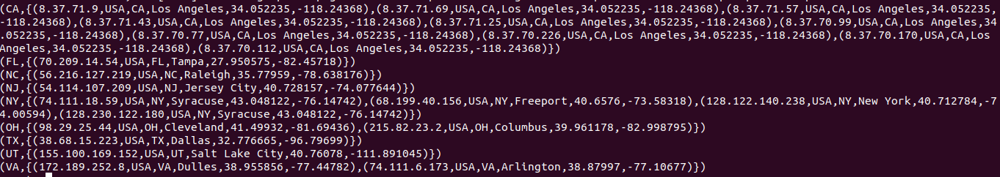 (CA,{(8.37.71.9,USA,CA,Los Angeles,34.052235,-118.24368),(8.37.71.69,USA,CA,Los Angeles,34.052235,-118.24368),(8.37.71.57,USA,CA,Los Angeles,34.052235,
-118.24368),(8.37.71.43,USA,CA,Los Angeles,34.052235,-118.24368),(8.37.71.25,USA,CA,Los Angeles,34.052235,-118.24368),(8.37.70.99,USA,CA,Los Angeles,34
.052235,-118.24368),(8.37.70.77,USA,CA,Los Angeles,34.052235,-118.24368),(8.37.70.226,USA,CA,Los Angeles,34.052235,-118.24368),(8.37.70.170,USA,CA,Los
Angeles,34.052235,-118.24368),(8.37.70.112,USA,CA,Los Angeles,34.052235,-118.24368)})
(FL,{(70.209.14.54,USA,FL,Tampa,27.950575,-82.45718)})
(NC,{(56.216.127.219,USA,NC,Raleigh,35.77959,-78.638176)})
(NJ,{(54.114.107.209,USA,NJ,Jersey City,40.728157,-74.077644)})
(NY,{(74.111.18.59,USA,NY,Syracuse,43.048122,-76.14742),(68.199.40.156,USA,NY,Freeport,40.6576,-73.58318),(128.122.140.238,USA,NY,New York,40.712784,-7
4.00594),(128.230.122.180,USA,NY,Syracuse,43.048122,-76.14742)})
(OH,{(98.29.25.44,USA,OH,Cleveland,41.49932,-81.69436),(215.82.23.2,USA,OH,Columbus,39.961178,-82.998795)})
(TX,{(38.68.15.223,USA,TX,Dallas,32.776665,-96.79699)})
(UT,{(155.100.169.152,USA,UT,Salt Lake City,40.76078,-111.891045)})
(VA,{(172.189.252.8,USA,VA,Dulles,38.955856,-77.44782),(74.111.6.173,USA,VA,Arlington,38.87997,-77.10677)})